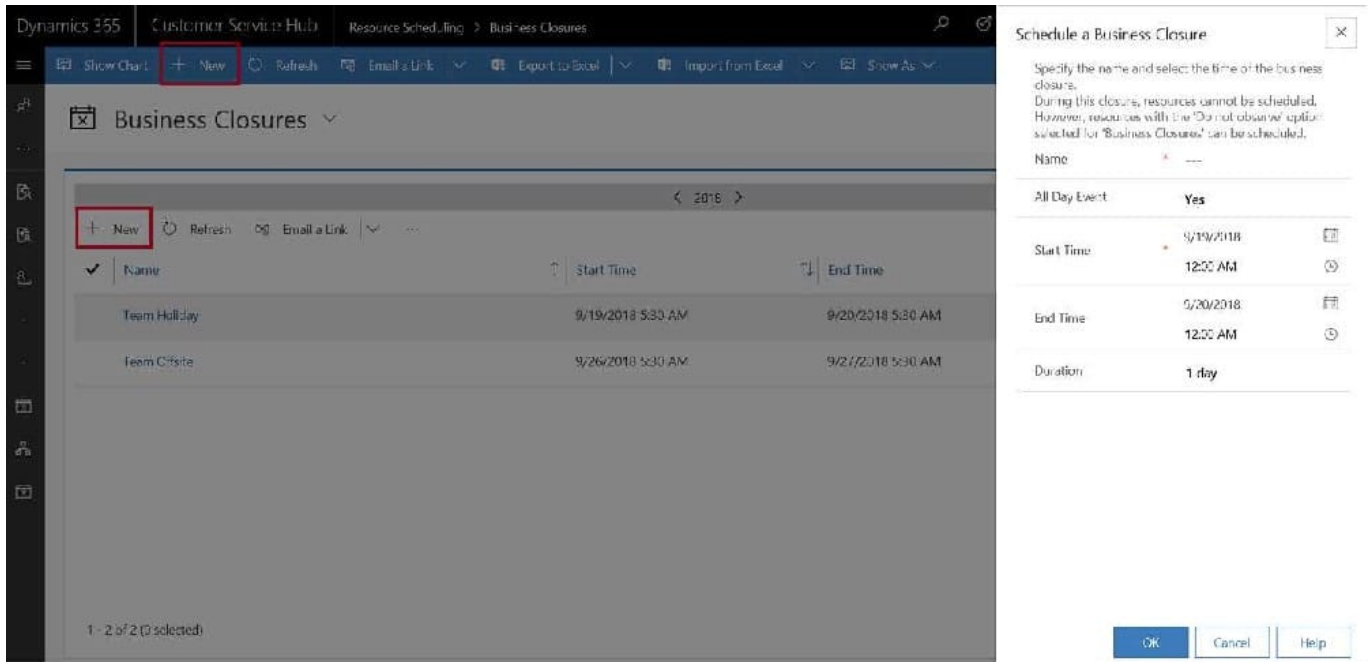 Dynamics 365
Customer Service Hub
Resource Scheduling > Business Closures
Show Chart
New
Refresh
Email a Link
Export to Excel
Import from Excel
Show As
Business Closures
2018
New
Refresh
Email a Link
...
Name
Start Time
End Time
Team Holiday
9/19/2018 5:30 AM
9/20/2018 5:30 AM
Team Offsite
9/26/2018 5:30 AM
9/27/2018 5:30 AM
1 - 2 of 2 (0 selected)
Schedule a Business Closure
Specify the name and select the time of the business
closure.
During this closure, resources cannot be scheduled.
However, resources with the 'Do not observe' option
selected for 'Business Closures' can be scheduled.
Name * ---
All Day Event Yes
Start Time * 9/19/2018
12:00 AM
End Time 9/20/2018
12:00 AM
Duration 1 day
OK
Cancel
Help